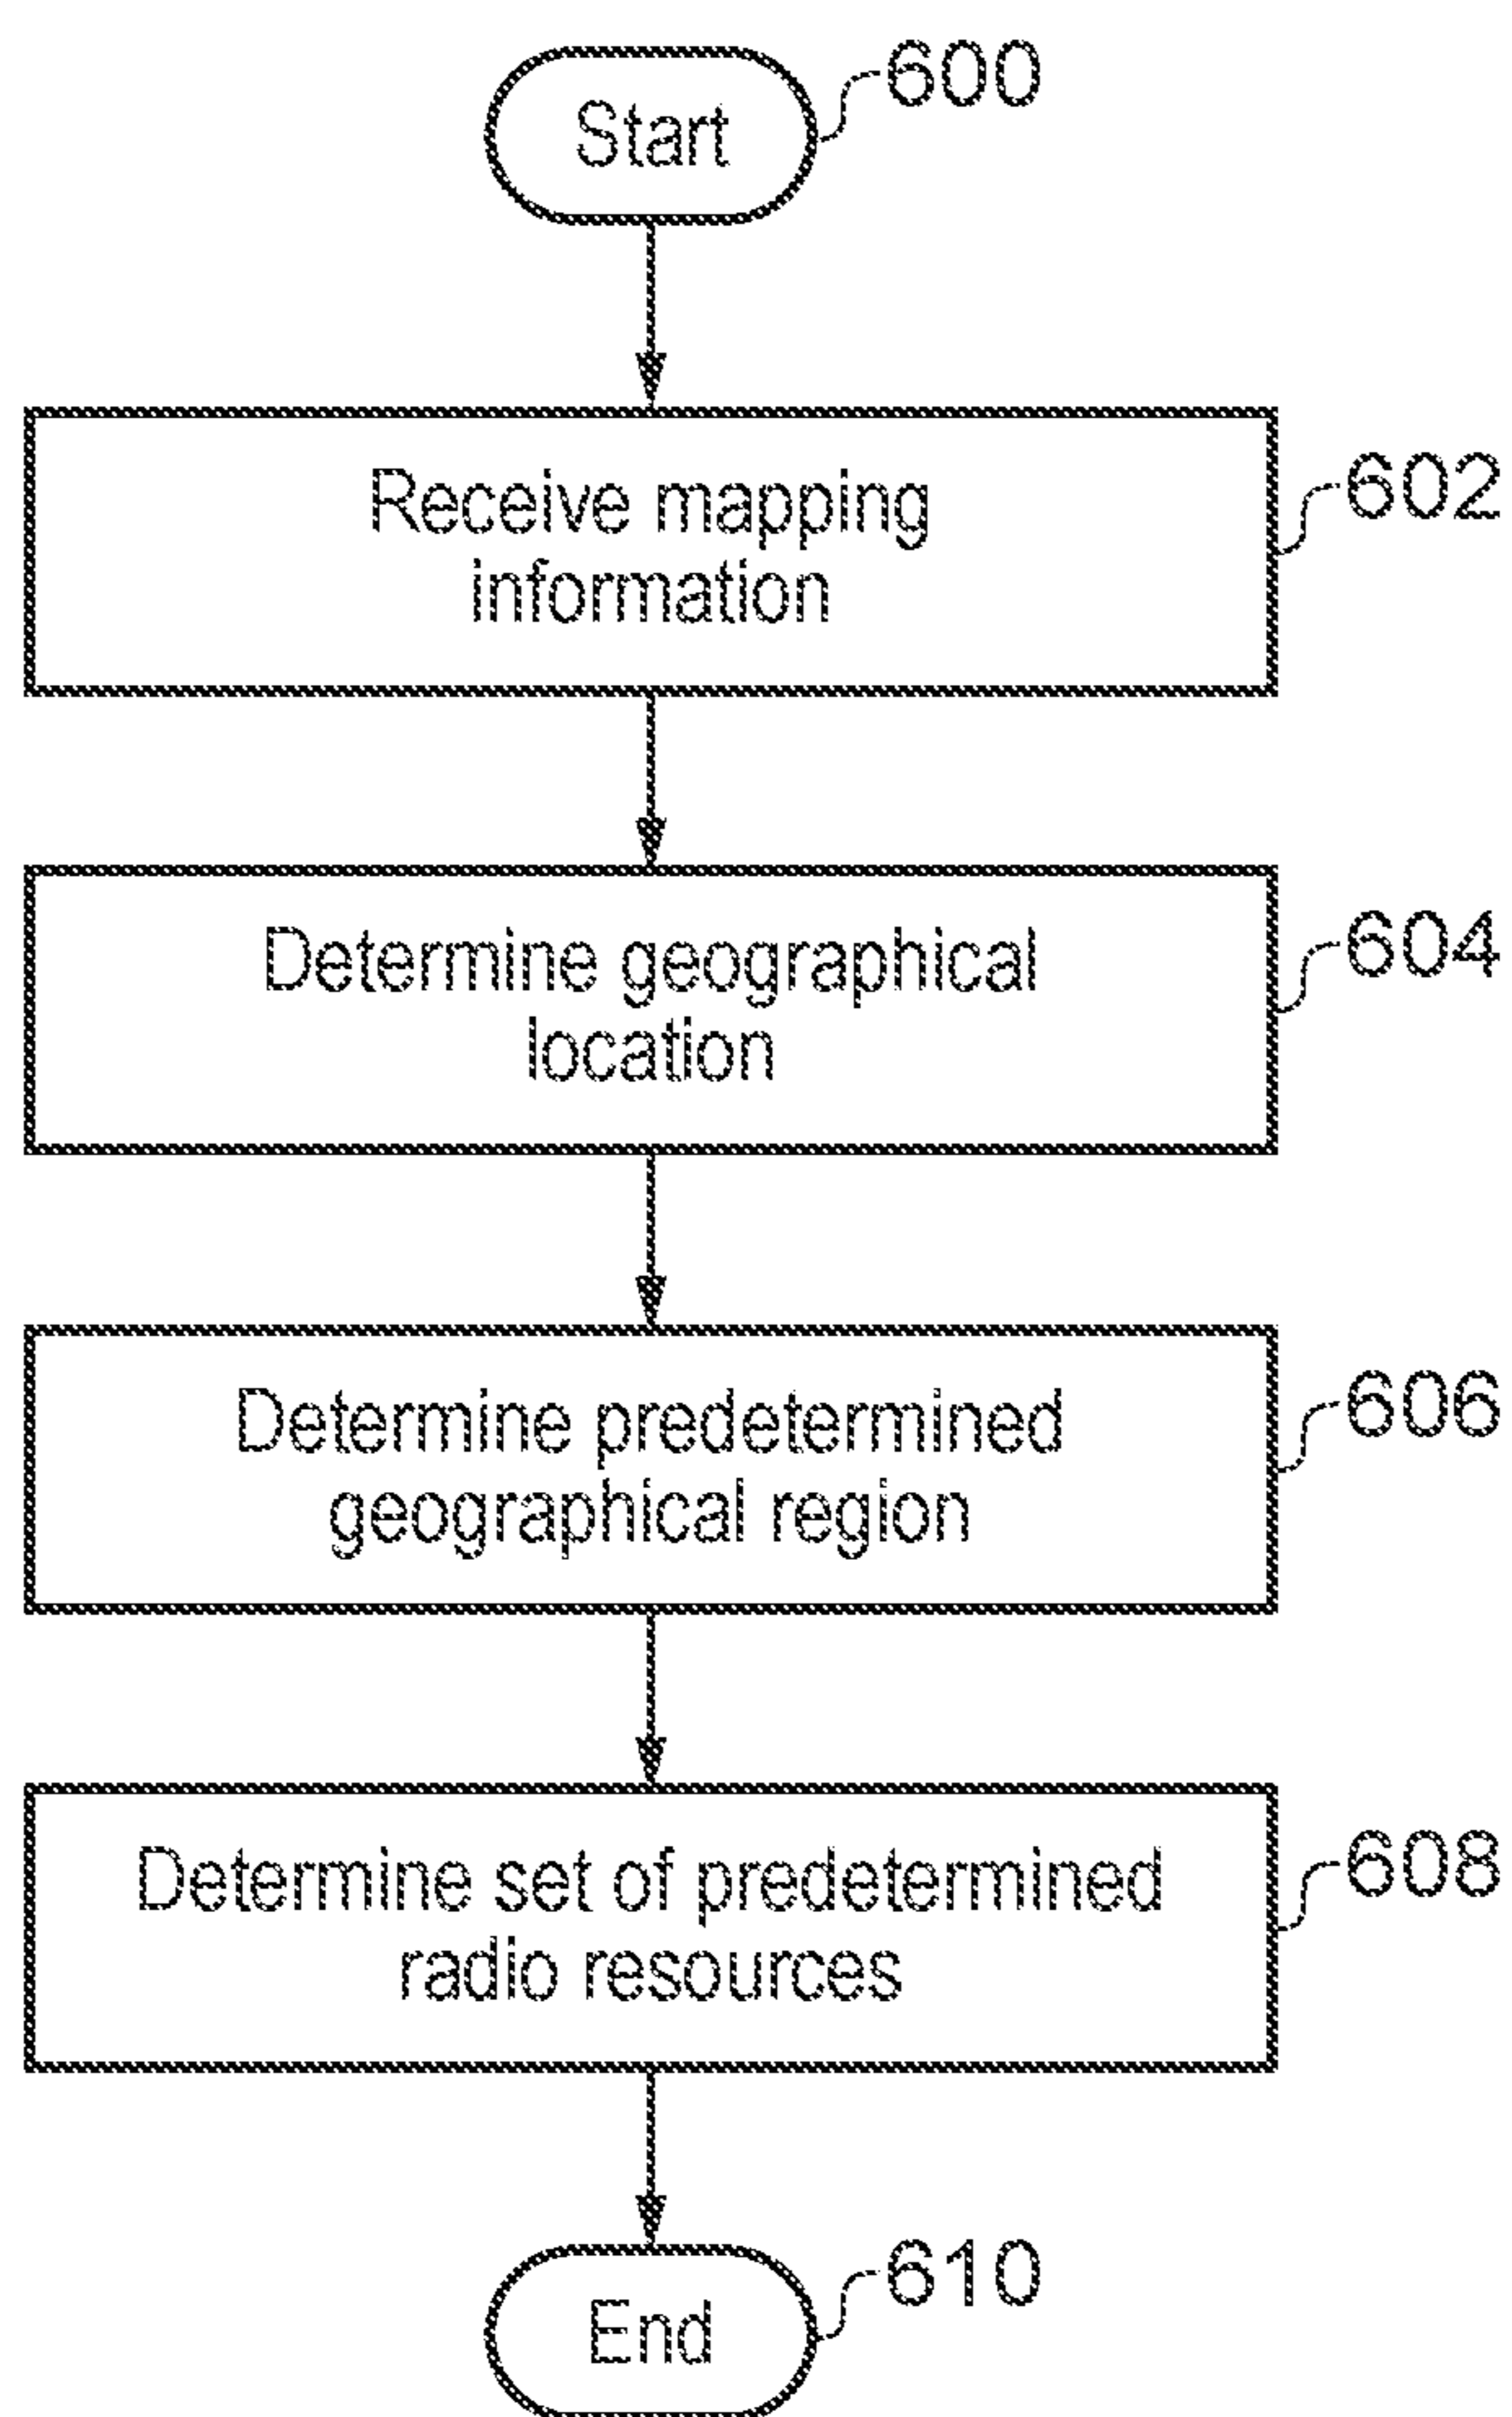 Start
600
Receive mapping
information
602
Determine geographical
location
604
Determine predetermined
geographical region
606
Determine set of predetermined
radio resources
608
End
610